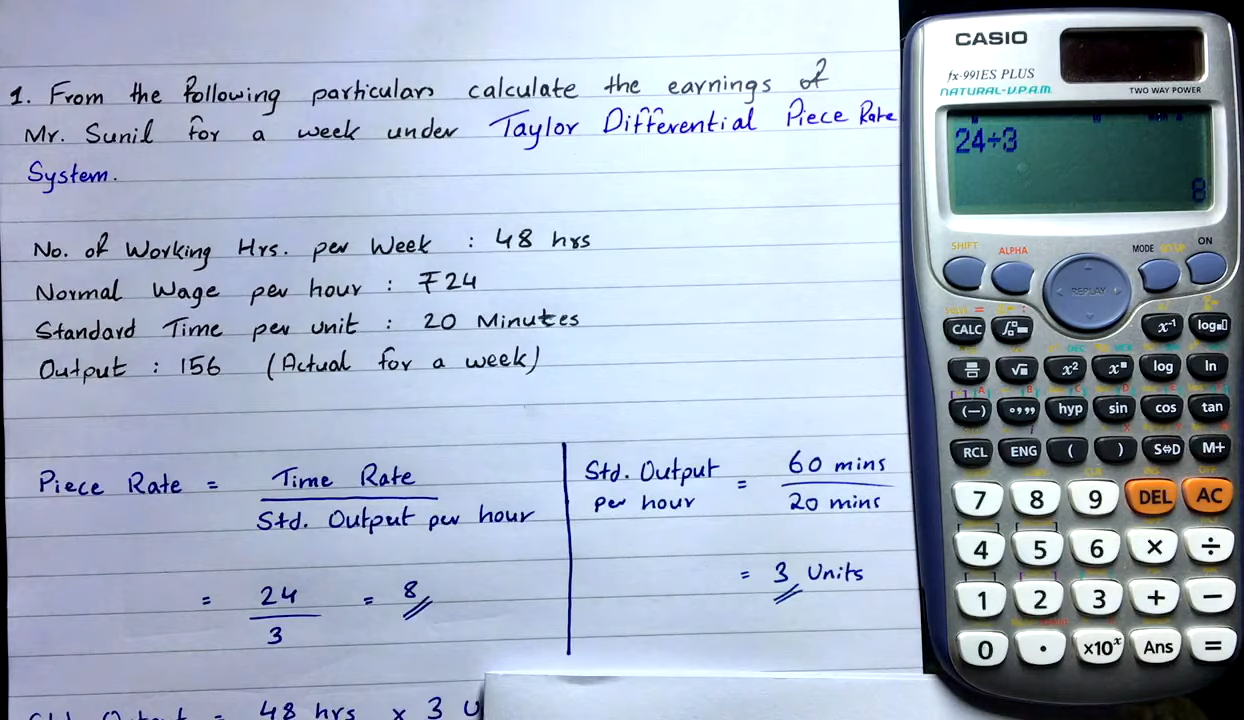 1. From the following particulars calculate the earnings of
Mr. Sunil for a week under Taylor Differential Piece Rate
System.
No. of Working Hrs. per Week : 48 hrs
Normal Wage per hour : ₹24
Standard Time per unit : 20 Minutes
Output : 156 (Actual for a week)
Piece Rate = Time Rate
Std. Output per hour
= 24
3
= 8
Std. Output
per hour
= 60 mins
20 mins
= 3 Units
48 hrs x 3 U
CASIO
fx-991ES PLUS
NATURAL-V.P.A.M.
TWO WAY POWER
24÷3
8
SHIFT ALPHA MODE ON
REPLAY
CALC x⁻¹ log
√ x² x log ln
(−) hyp sin cos tan
RCL ENG ( ) S⇔D M+
7 8 9 DEL AC
4 5 6 × ÷
1 2 3 + −
0 . ×10ˣ Ans =